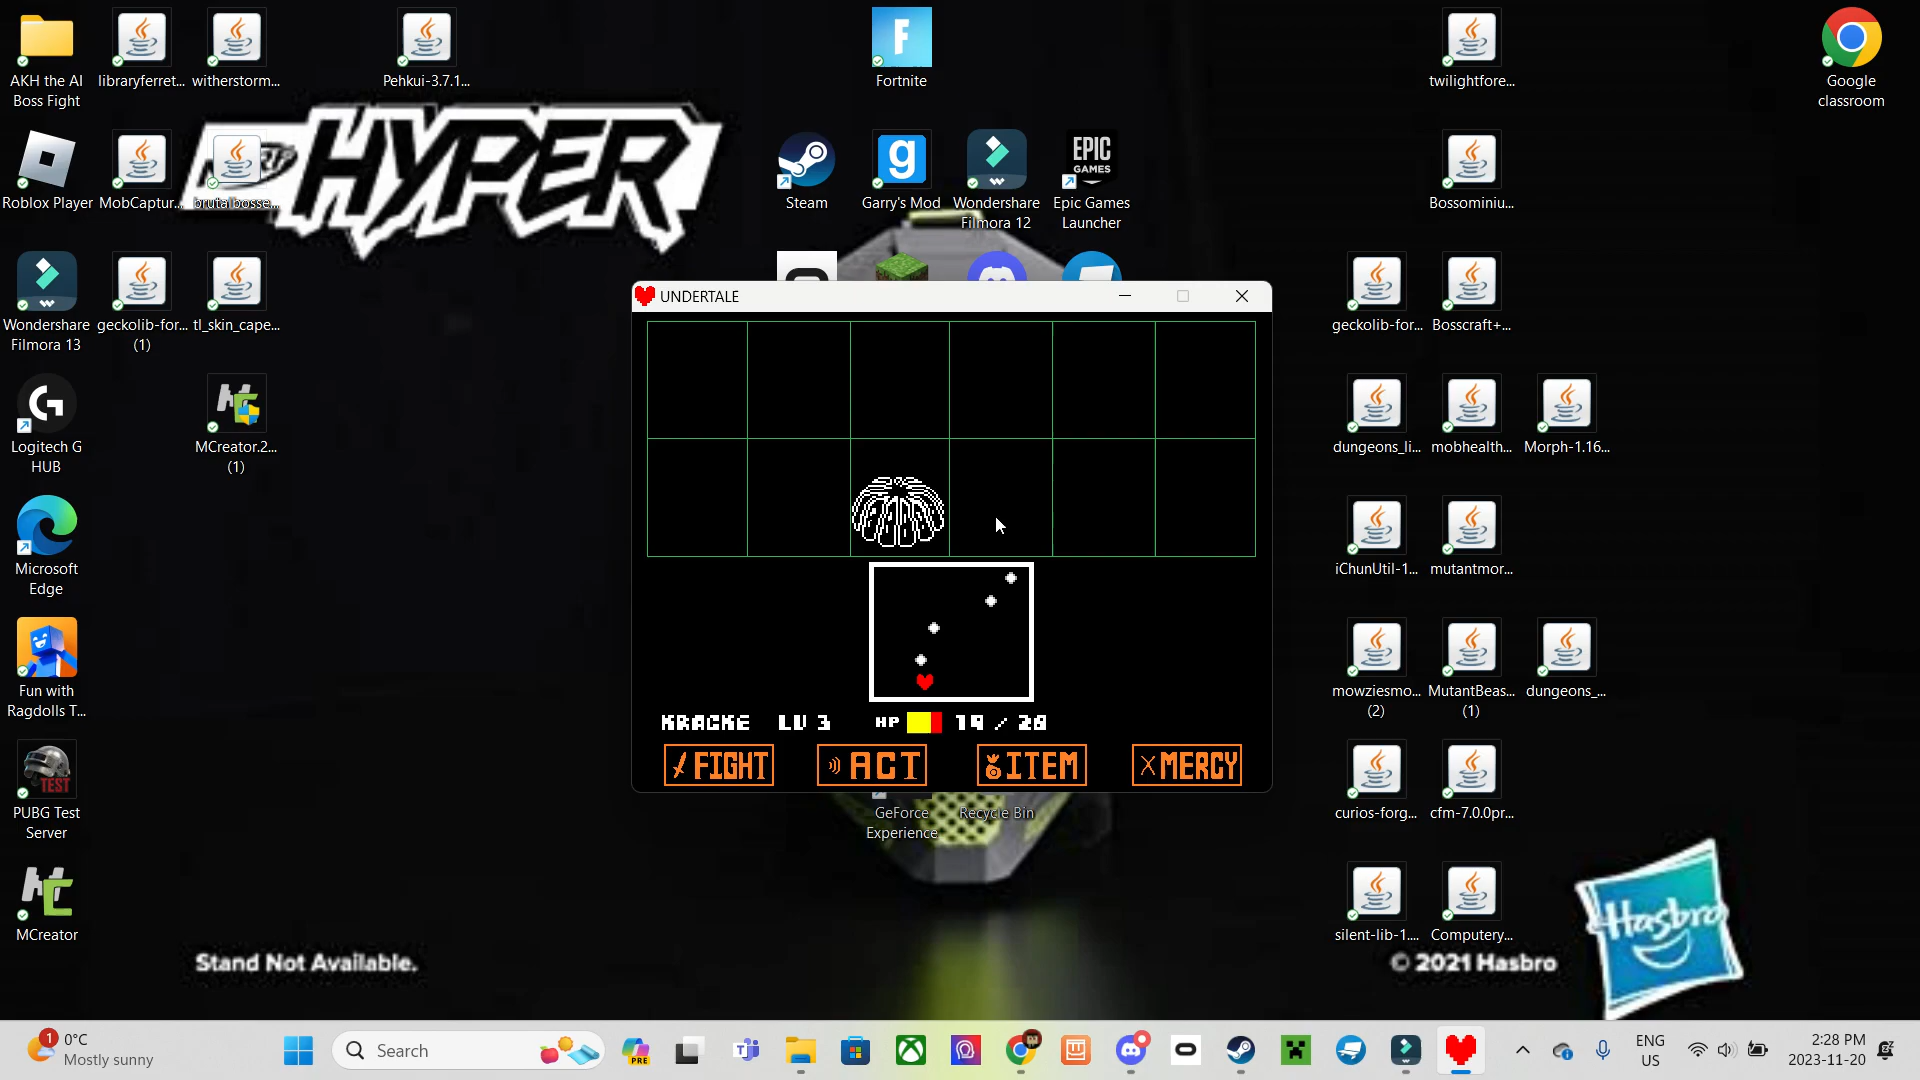 AKH the AI
Boss Fight
libraryferret...
witherstorm...
Pehkui-3.7.1...
Fortnite
twilightfore...
Google
classroom
HYPER
Roblox Player
MobCaptur...
brutalbosse...
Steam
g
Garry's Mod
Wondershare
Filmora 12
EPIC
GAMES
Epic Games
Launcher
Bossominiu...
Wondershare
Filmora 13
geckolib-for...
(1)
tl_skin_cape...
UNDERTALE
geckolib-for...
Bosscraft+...
Logitech G
HUB
MCreator.2...
(1)
dungeons_li...
mobhealth...
Morph-1.16...
Microsoft
Edge
iChunUtil-1...
mutantmor...
Fun with
Ragdolls T...
mowziesmo...
(2)
MutantBeas...
(1)
dungeons_...
KRACKE LV 3 HP 19 / 28
FIGHT
ACT
ITEM
MERCY
TEST
PUBG Test
Server
GeForce
Experience
Recycle Bin
curios-forg...
cfm-7.0.0pr...
MCreator
silent-lib-1....
Computery...
Hasbro
Stand Not Available.
© 2021 Hasbro
1
0°C
Mostly sunny
Search
PRE
ENG
US
2:28 PM
2023-11-20